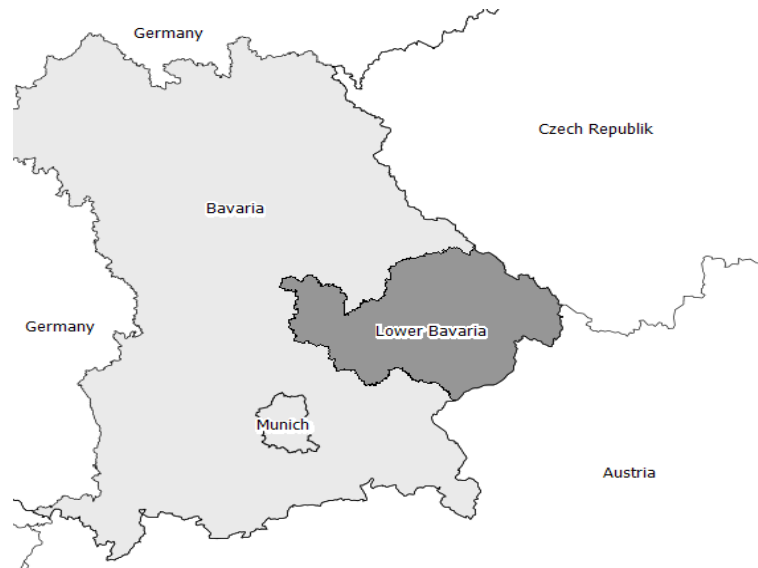 Germany
Czech Republik
Bavaria
Germany
Lower Bavaria
Munich
Austria